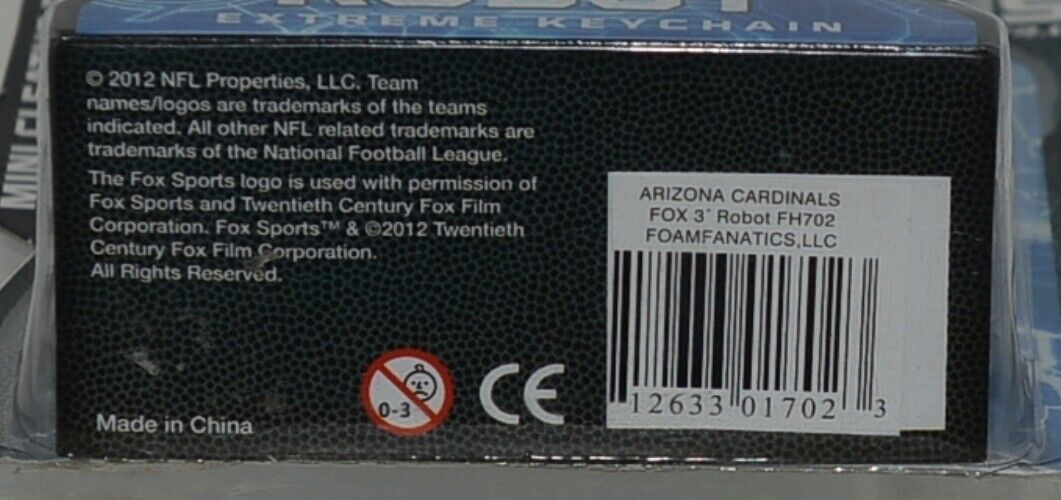 EXTREME KEYCHAIN
© 2012 NFL Properties, LLC. Team
names/logos are trademarks of the teams
indicated. All other NFL related trademarks are
trademarks of the National Football League.
The Fox Sports logo is used with permission of
Fox Sports and Twentieth Century Fox Film
Corporation. Fox Sports™ & ©2012 Twentieth
Century Fox Film Corporation.
All Rights Reserved.
0-3
CE
Made in China
ARIZONA CARDINALS
FOX 3" Robot FH702
FOAMFANATICS,LLC
12633 01702 3
MINI